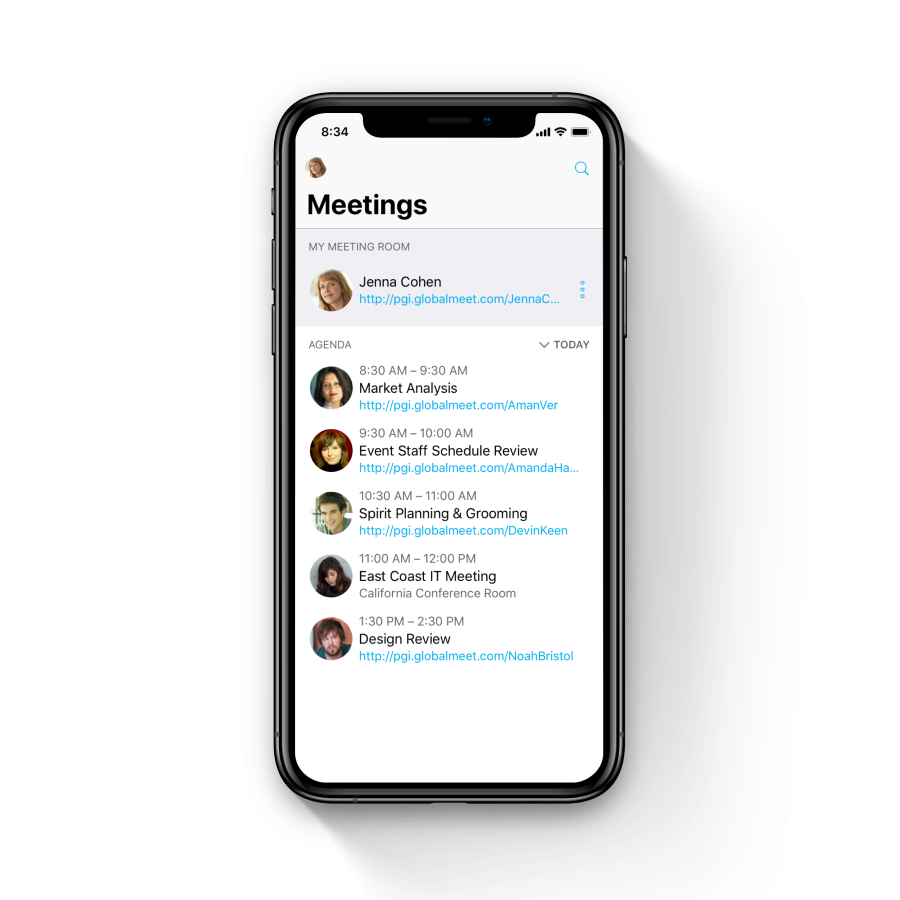 8:34
Meetings
MY MEETING ROOM
Jenna Cohen
http://pgi.globalmeet.com/JennaC...
AGENDA
TODAY
8:30 AM – 9:30 AM
Market Analysis
http://pgi.globalmeet.com/AmanVer
9:30 AM – 10:00 AM
Event Staff Schedule Review
http://pgi.globalmeet.com/AmandaHa...
10:30 AM – 11:00 AM
Spirit Planning & Grooming
http://pgi.globalmeet.com/DevinKeen
11:00 AM – 12:00 PM
East Coast IT Meeting
California Conference Room
1:30 PM – 2:30 PM
Design Review
http://pgi.globalmeet.com/NoahBristol